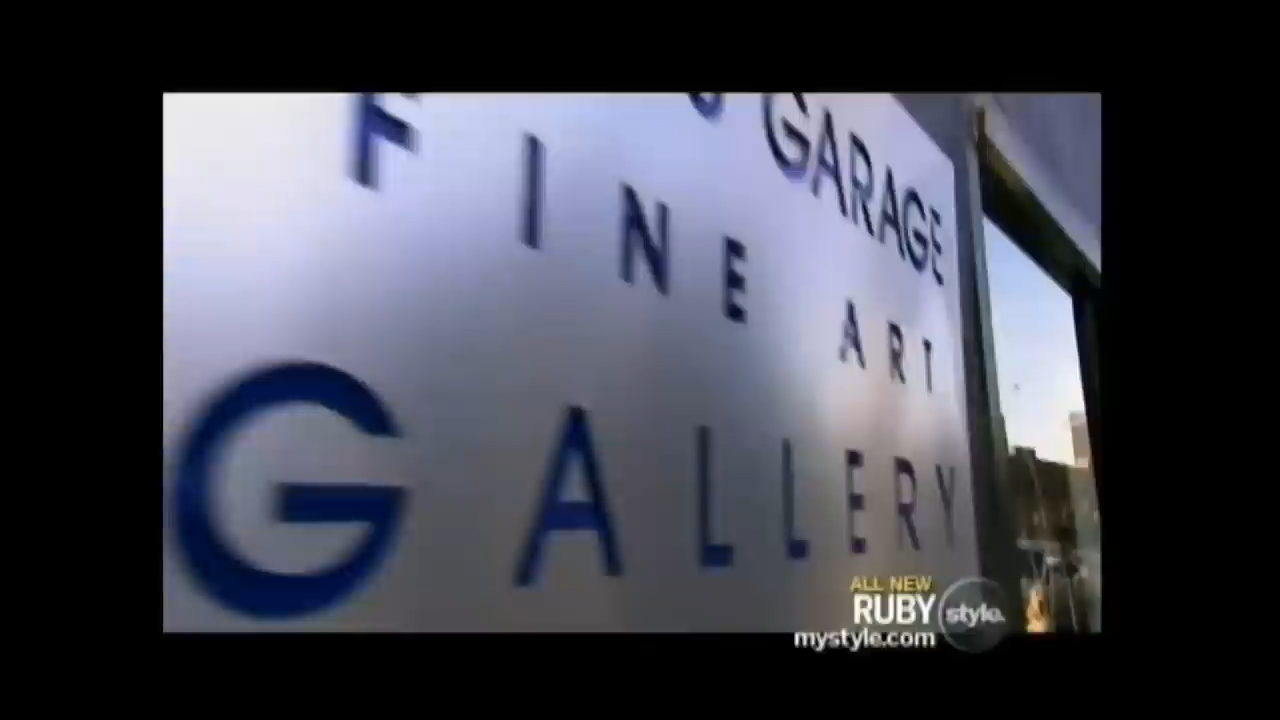 GARAGE
FINE ART
GALLERY
ALL NEW
RUBY
style.
mystyle.com